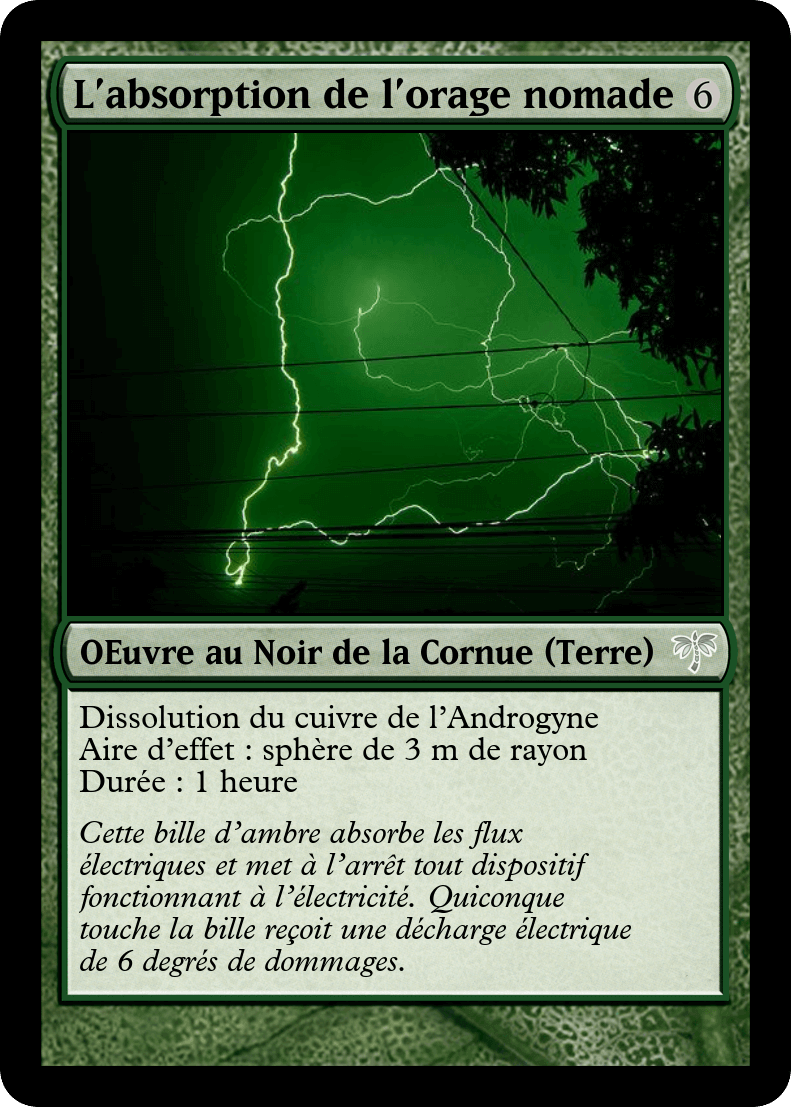 L'absorption de l'orage nomade 6
OEuvre au Noir de la Cornue (Terre)
Dissolution du cuivre de l'Androgyne
Aire d'effet : sphère de 3 m de rayon
Durée : 1 heure
Cette bille d'ambre absorbe les flux
électriques et met à l'arrêt tout dispositif
fonctionnant à l'électricité. Quiconque
touche la bille reçoit une décharge électrique
de 6 degrés de dommages.